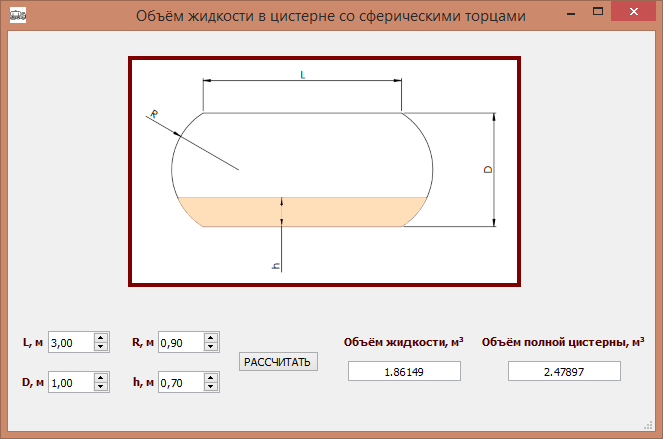 Объём жидкости в цистерне со сферическими торцами
L
R
D
h
L, м 3,00 R, м 0,90 Объём жидкости, м³ Объём полной цистерны, м³
РАССЧИТАТЬ 1.86149 2.47897
D, м 1,00 h, м 0,70